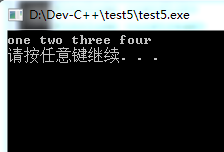 D:\Dev-C++\test5\test5.exe
one two three four
请按任意键继续. . .